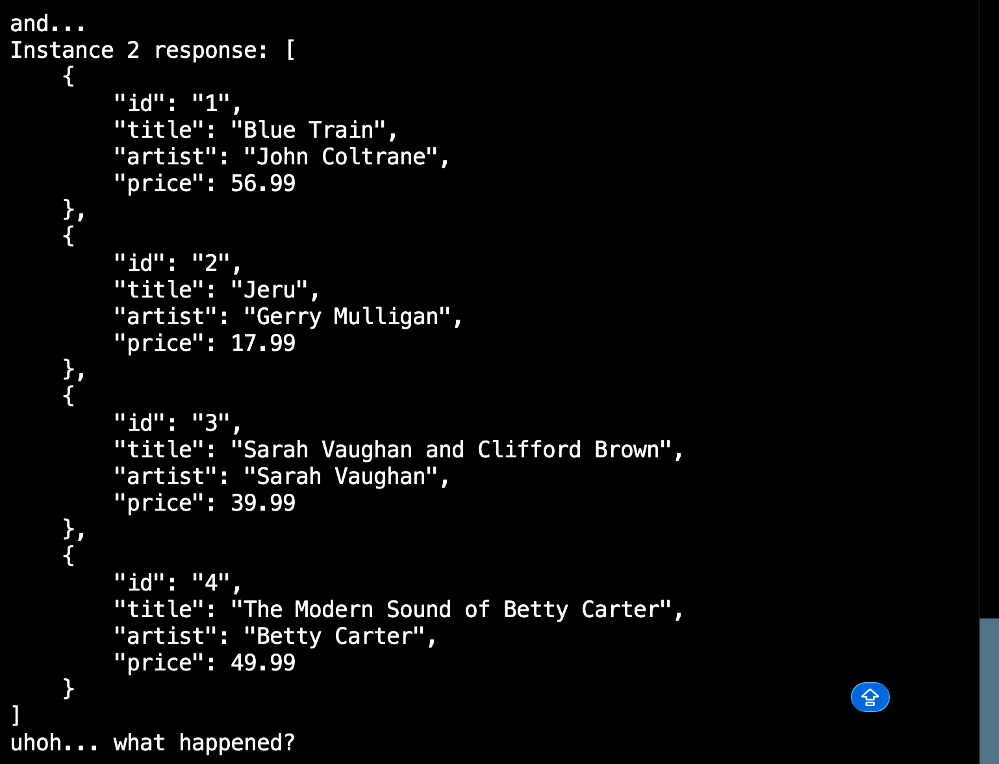 and...
Instance 2 response: [
    {
        "id": "1",
        "title": "Blue Train",
        "artist": "John Coltrane",
        "price": 56.99
    },
    {
        "id": "2",
        "title": "Jeru",
        "artist": "Gerry Mulligan",
        "price": 17.99
    },
    {
        "id": "3",
        "title": "Sarah Vaughan and Clifford Brown",
        "artist": "Sarah Vaughan",
        "price": 39.99
    },
    {
        "id": "4",
        "title": "The Modern Sound of Betty Carter",
        "artist": "Betty Carter",
        "price": 49.99
    }
]
uhoh... what happened?